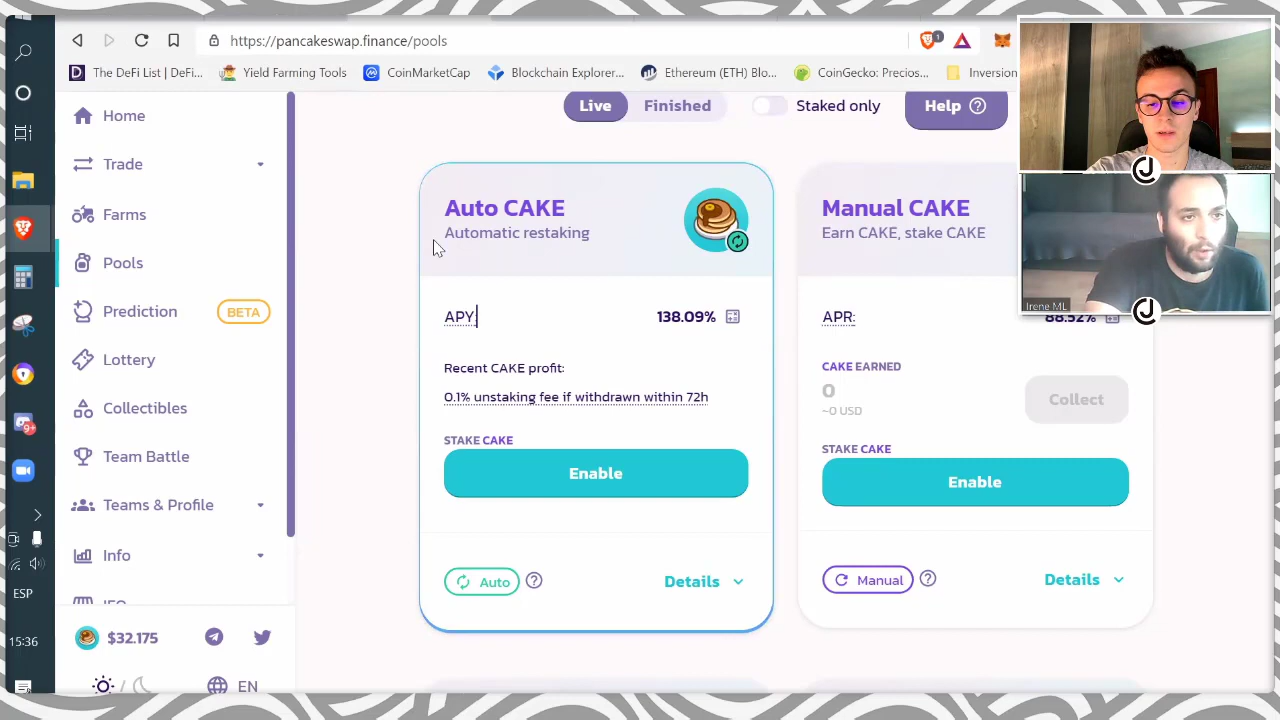 https://pancakeswap.finance/pools
1
The DeFi List | DeFi...
Yield Farming Tools
CoinMarketCap
Blockchain Explorer...
Ethereum (ETH) Blo...
CoinGecko: Precios...
Inversion
Home
Trade
Farms
Pools
Prediction
BETA
Lottery
Collectibles
Team Battle
Teams & Profile
Info
$32.175
EN
9+
ESP
15:36
Live
Finished
Staked only
Help
Auto CAKE
Automatic restaking
APY:
138.09%
Recent CAKE profit:
0.1% unstaking fee if withdrawn within 72h
STAKE CAKE
Enable
Auto
Details
Manual CAKE
Earn CAKE, stake CAKE
APR:
88.52%
CAKE EARNED
0
~0 USD
Collect
STAKE CAKE
Enable
Manual
Details
Irene ML